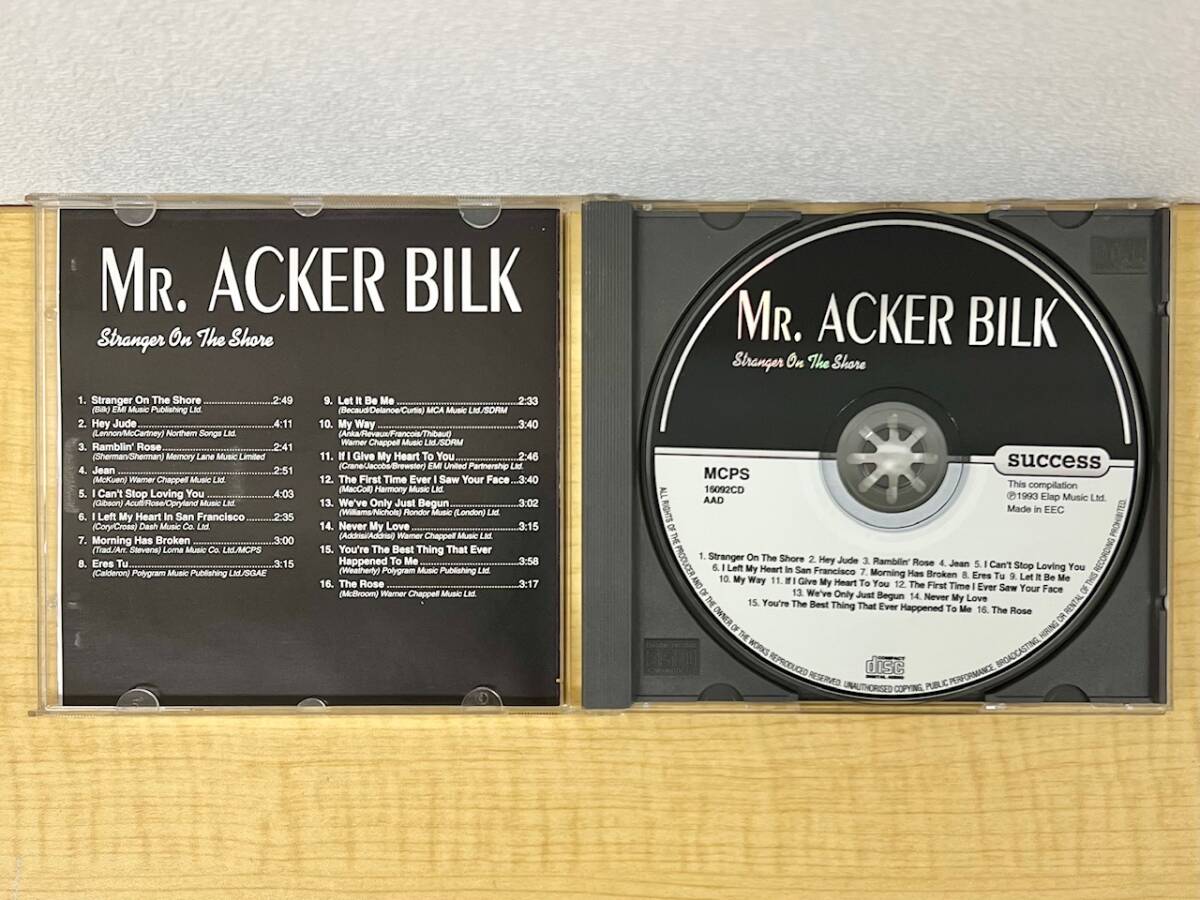 MR. ACKER BILK
Stranger On The Shore
1. Stranger On The Shore ........................2:49
(Bilk) EMI Music Publishing Ltd.
2. Hey Jude ................................................4:11
(Lennon/McCartney) Northern Songs Ltd.
3. Ramblin' Rose .......................................2:41
(Sherman/Sherman) Memory Lane Music Limited
4. Jean ........................................................2:51
(McKuen) Warner Chappell Music Ltd.
5. I Can't Stop Loving You ........................4:03
(Gibson) Acuff/Rose/Opryland Music Ltd.
6. I Left My Heart In San Francisco ..........2:35
(Cory/Cross) Dash Music Co. Ltd.
7. Morning Has Broken .............................3:00
(Trad./Arr. Stevens) Lorna Music Co. Ltd./MCPS
8. Eres Tu ..................................................3:15
(Calderon) Polygram Music Publishing Ltd./SGAE
9. Let It Be Me ...........................................2:33
(Becaud/Delanoe/Curtis) MCA Music Ltd./SDRM
10. My Way ..................................................3:40
(Anka/Revaux/Francois/Thibaut)
Warner Chappell Music Ltd./SDRM
11. If I Give My Heart To You .....................2:46
(Crane/Jacobs/Brewster) EMI United Partnership Ltd.
12. The First Time Ever I Saw Your Face ...3:40
(MacColl) Harmony Music Ltd.
13. We've Only Just Begun ........................3:02
(Williams/Nichols) Rondor Music (London) Ltd.
14. Never My Love ......................................3:15
(Addrisi/Addrisi) Warner Chappell Music Ltd.
15. You're The Best Thing That Ever
Happened To Me ...................................3:58
(Weatherly) Polygram Music Publishing Ltd.
16. The Rose ...............................................3:17
(McBroom) Warner Chappell Music Ltd.
MR. ACKER BILK
Stranger On The Shore
success
MCPS
16092CD
AAD
This compilation
℗1993 Elap Music Ltd.
Made in EEC
1. Stranger On The Shore 2. Hey Jude 3. Ramblin' Rose 4. Jean 5. I Can't Stop Loving You
6. I Left My Heart In San Francisco 7. Morning Has Broken 8. Eres Tu 9. Let It Be Me
10. My Way 11. If I Give My Heart To You 12. The First Time I Ever Saw Your Face
13. We've Only Just Begun 14. Never My Love
15. You're The Best Thing That Ever Happened To Me 16. The Rose
COMPACT
disc
DIGITAL AUDIO
ALL RIGHTS OF THE PRODUCER AND OF THE OWNER OF THE WORKS REPRODUCED RESERVED. UNAUTHORISED COPYING, PUBLIC PERFORMANCE, BROADCASTING, HIRING OR RENTAL OF THIS RECORDING PROHIBITED.